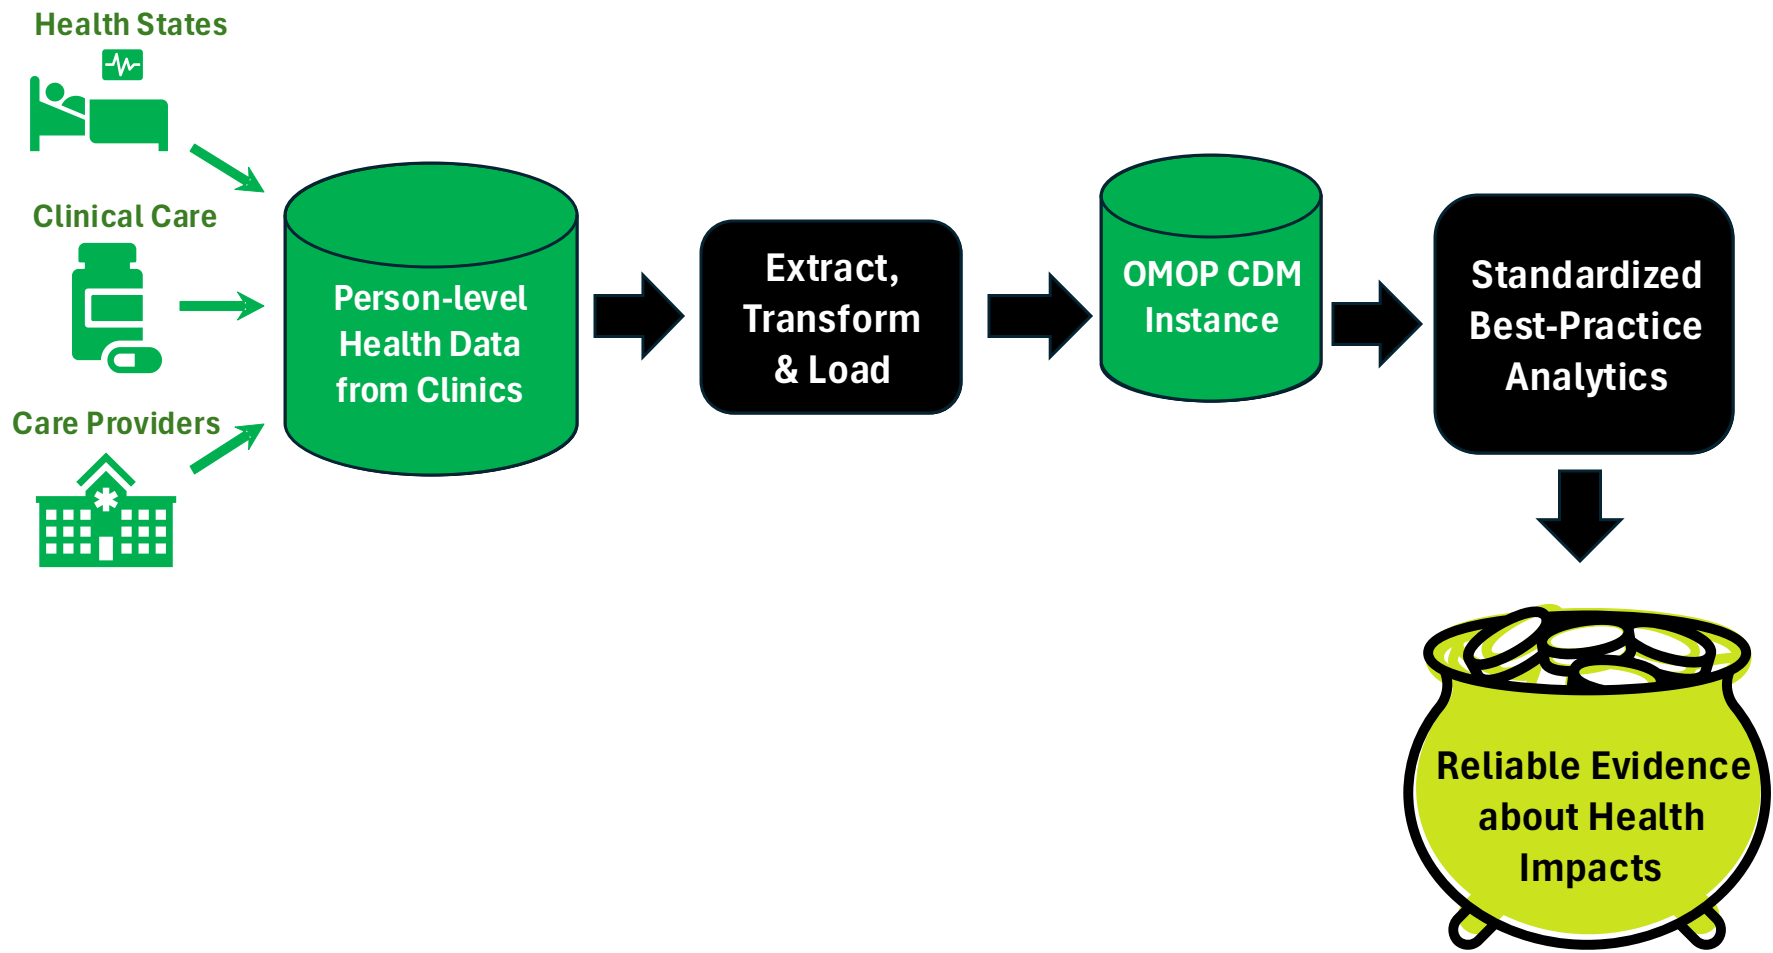 Health States
Clinical Care
Care Providers
Person-level
Health Data
from Clinics
Extract,
Transform
& Load
OMOP CDM
Instance
Standardized
Best-Practice
Analytics
Reliable Evidence
about Health
Impacts